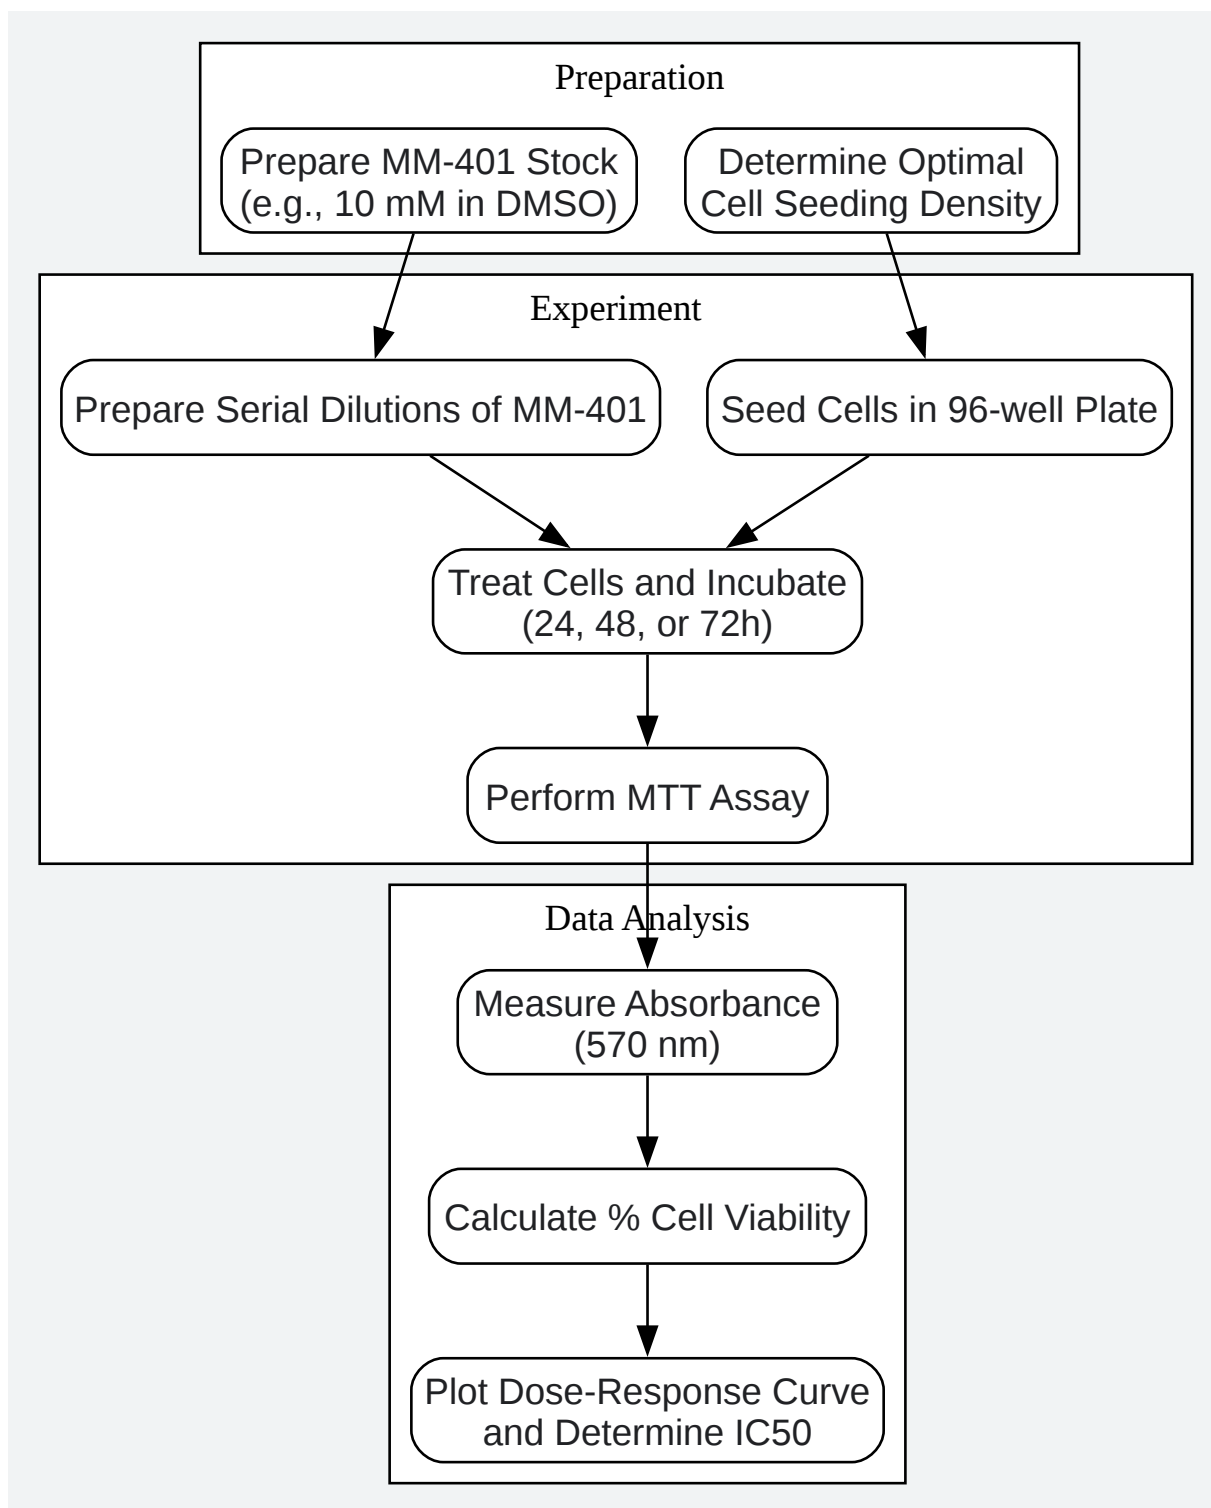 Preparation
Prepare MM-401 Stock
(e.g., 10 mM in DMSO)
Determine Optimal
Cell Seeding Density
Experiment
Prepare Serial Dilutions of MM-401
Seed Cells in 96-well Plate
Treat Cells and Incubate
(24, 48, or 72h)
Perform MTT Assay
Data Analysis
Measure Absorbance
(570 nm)
Calculate % Cell Viability
Plot Dose-Response Curve
and Determine IC50